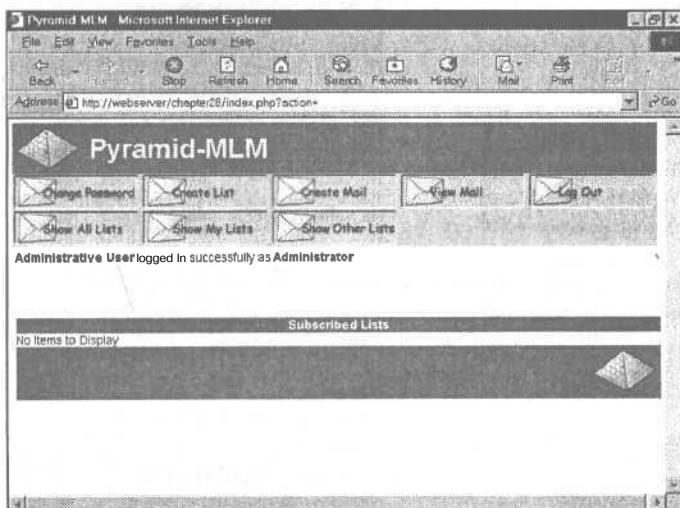 Pyramid MLM - Microsoft Internet Explorer
File Edit View Favorites Tools Help
Back Stop Refresh Home Search Favorites History Mail Print Edit
Address http://webserver/chapter28/index.php?action= Go
Pyramid-MLM
Change Password Create List Create Mail View Mail Log Out
Show All Lists Show My Lists Show Other Lists
Administrative User logged In successfully as Administrator
Subscribed Lists
No Items to Display